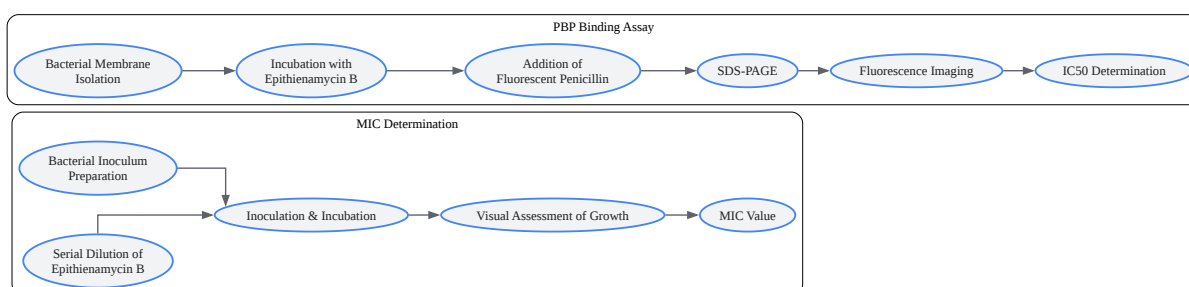 PBP Binding Assay
Bacterial Membrane
Isolation
Incubation with
Epithienamycin B
Addition of
Fluorescent Penicillin
SDS-PAGE
Fluorescence Imaging
IC50 Determination
MIC Determination
Bacterial Inoculum
Preparation
Serial Dilution of
Epithienamycin B
Inoculation & Incubation
Visual Assessment of Growth
MIC Value